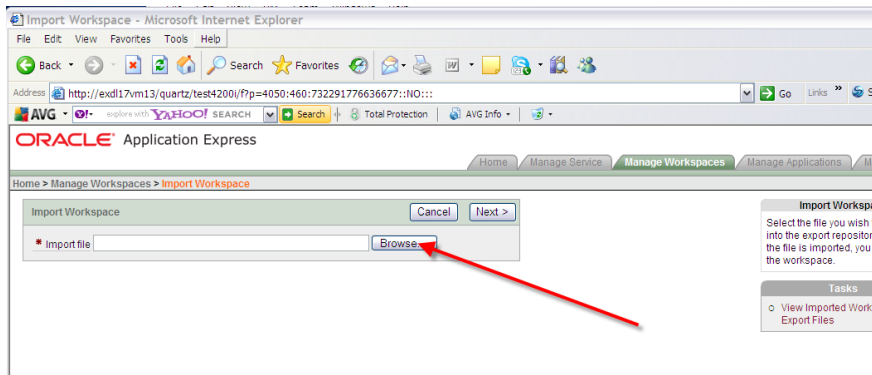 Import Workspace - Microsoft Internet Explorer
File Edit View Favorites Tools Help
Back Search Favorites
Address http://exdl17vm13/quartz/test4200i/f?p=4050:460:732291776636677::NO::: Go Links »
AVG explore with YAHOO! SEARCH Search Total Protection AVG Info
ORACLE Application Express
Home Manage Service Manage Workspaces Manage Applications
Home > Manage Workspaces > Import Workspace
Import Workspace Cancel Next >
* Import file Browse...
Import Workspa
Select the file you wish
into the export repositor
the file is imported, you
the workspace.
Tasks
View Imported Work
Export Files